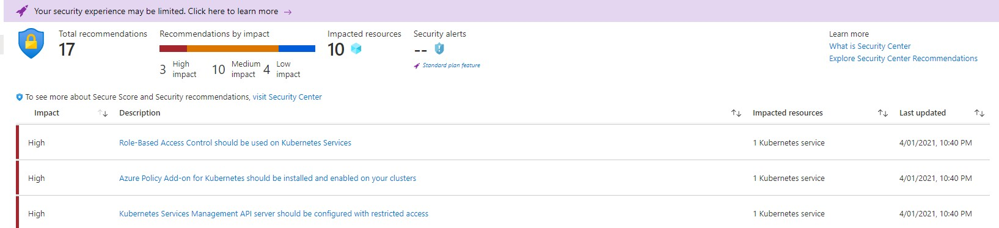 Your security experience may be limited. Click here to learn more →
Total recommendations
17
Recommendations by impact
3 High impact
10 Medium impact
4 Low impact
Impacted resources
10
Security alerts
--
Standard plan feature
Learn more
What is Security Center
Explore Security Center Recommendations
To see more about Secure Score and Security recommendations, visit Security Center
Impact ↑↓ Description ↑↓ Impacted resources ↑↓ Last updated ↑↓
High Role-Based Access Control should be used on Kubernetes Services 1 Kubernetes service 4/01/2021, 10:40 PM
High Azure Policy Add-on for Kubernetes should be installed and enabled on your clusters 1 Kubernetes service 4/01/2021, 10:40 PM
High Kubernetes Services Management API server should be configured with restricted access 1 Kubernetes service 4/01/2021, 10:40 PM